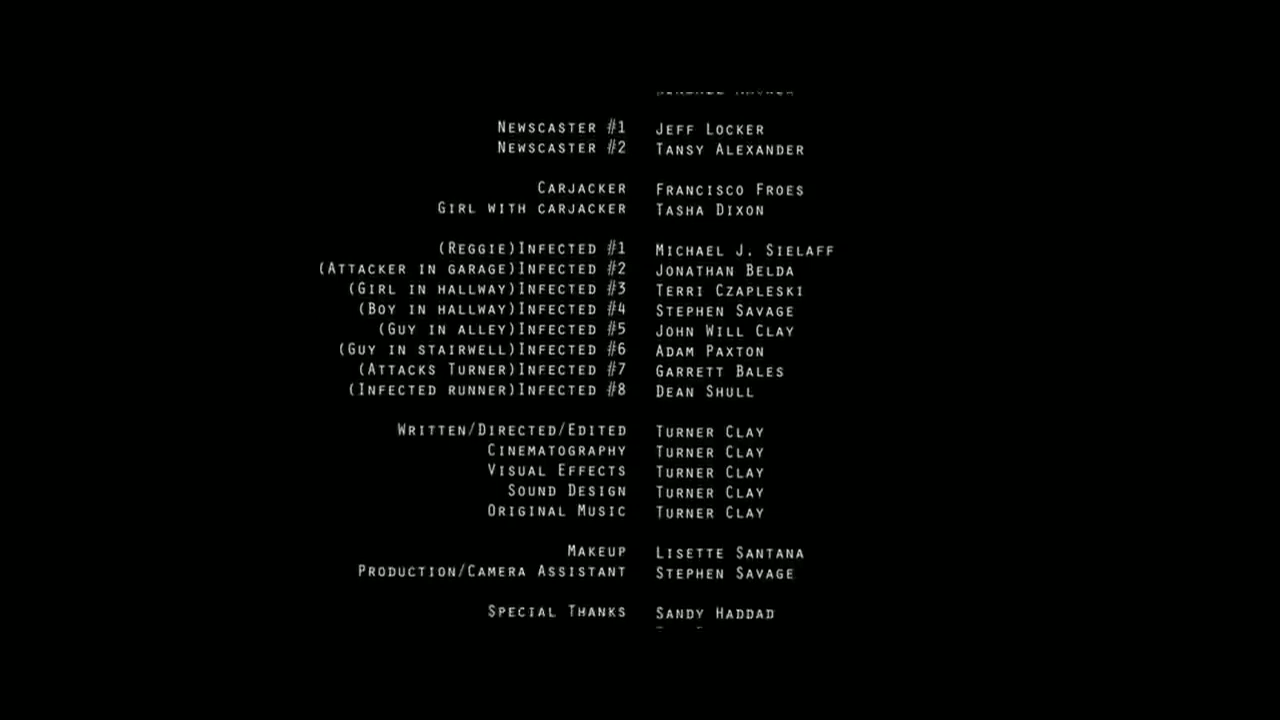 Newscaster #1 Jeff Locker
Newscaster #2 Tansy Alexander
Carjacker Francisco Froes
Girl with carjacker Tasha Dixon
(Reggie)Infected #1 Michael J. Sielaff
(Attacker in garage)Infected #2 Jonathan Belda
(Girl in hallway)Infected #3 Terri Czapleski
(Boy in hallway)Infected #4 Stephen Savage
(Guy in alley)Infected #5 John Will Clay
(Guy in stairwell)Infected #6 Adam Paxton
(Attacks Turner)Infected #7 Garrett Bales
(Infected runner)Infected #8 Dean Shull
Written/Directed/Edited Turner Clay
Cinematography Turner Clay
Visual Effects Turner Clay
Sound Design Turner Clay
Original Music Turner Clay
Makeup Lisette Santana
Production/Camera Assistant Stephen Savage
Special Thanks Sandy Haddad